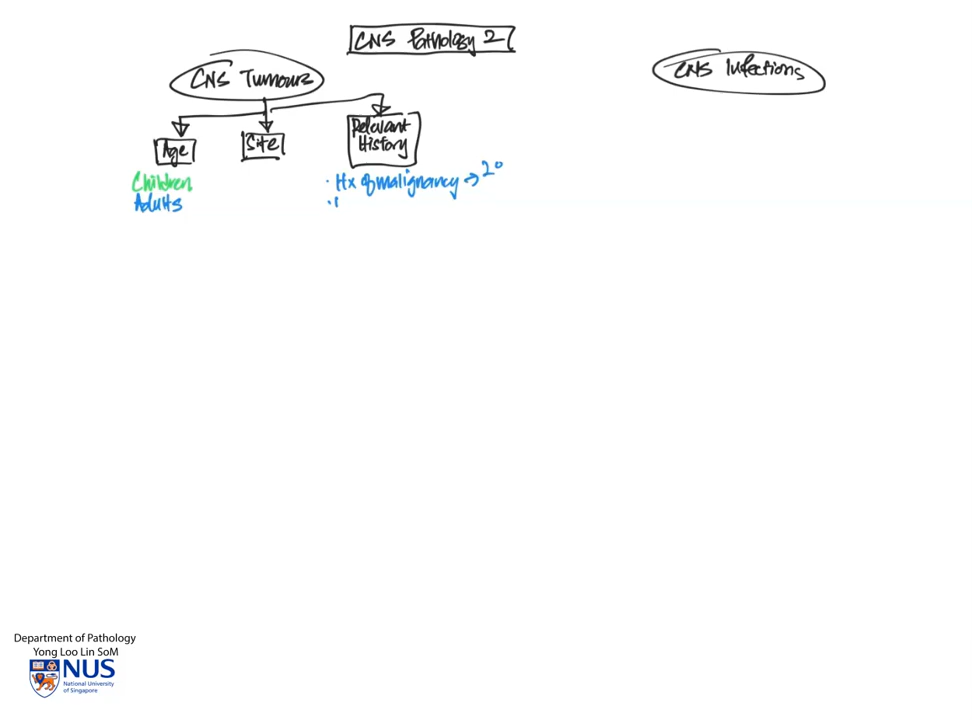 CNS Pathology 2
CNS Tumours
CNS Infections
Age
Site
Relevant
History
Children
Adults
· Hx of malignancy → 2°
Department of Pathology
Yong Loo Lin SoM
NUS
National University
of Singapore